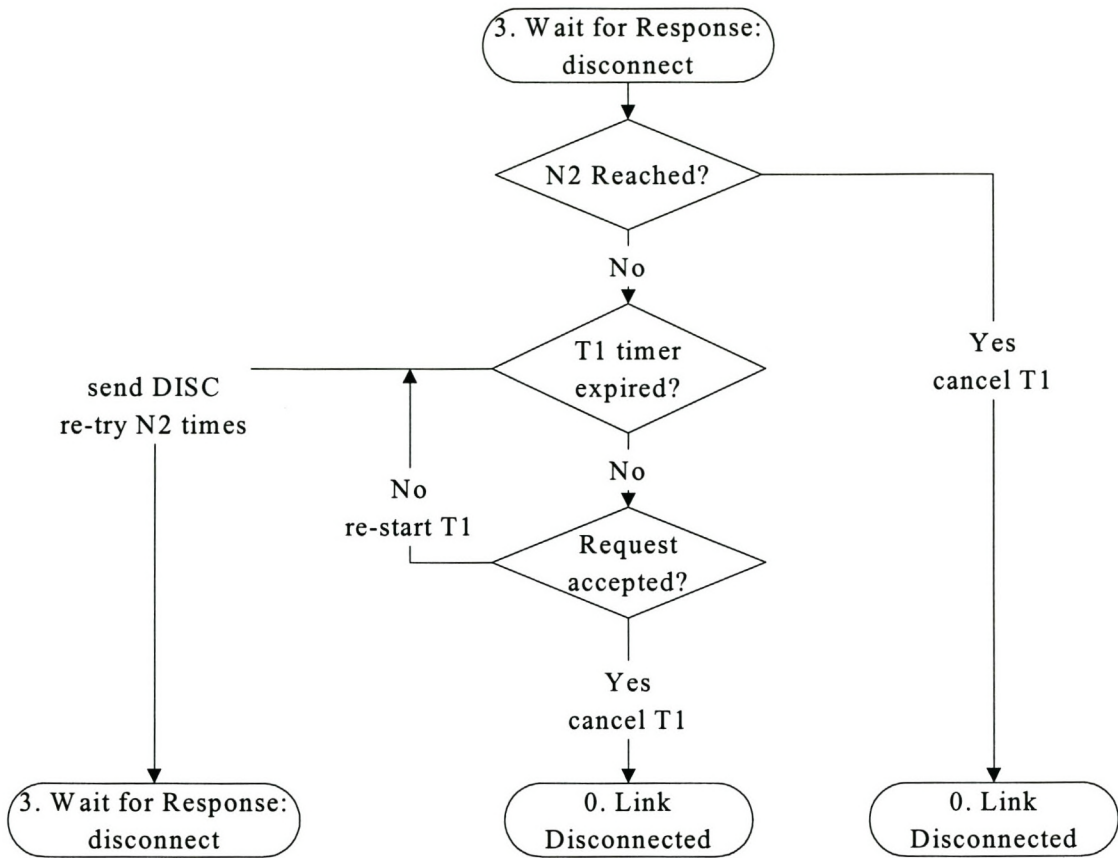 3. Wait for Response:
disconnect
N2 Reached?
No
T1 timer
expired?
Yes
cancel T1
send DISC
re-try N2 times
No
No
re-start T1
Request
accepted?
Yes
cancel T1
3. Wait for Response:
disconnect
0. Link
Disconnected
0. Link
Disconnected